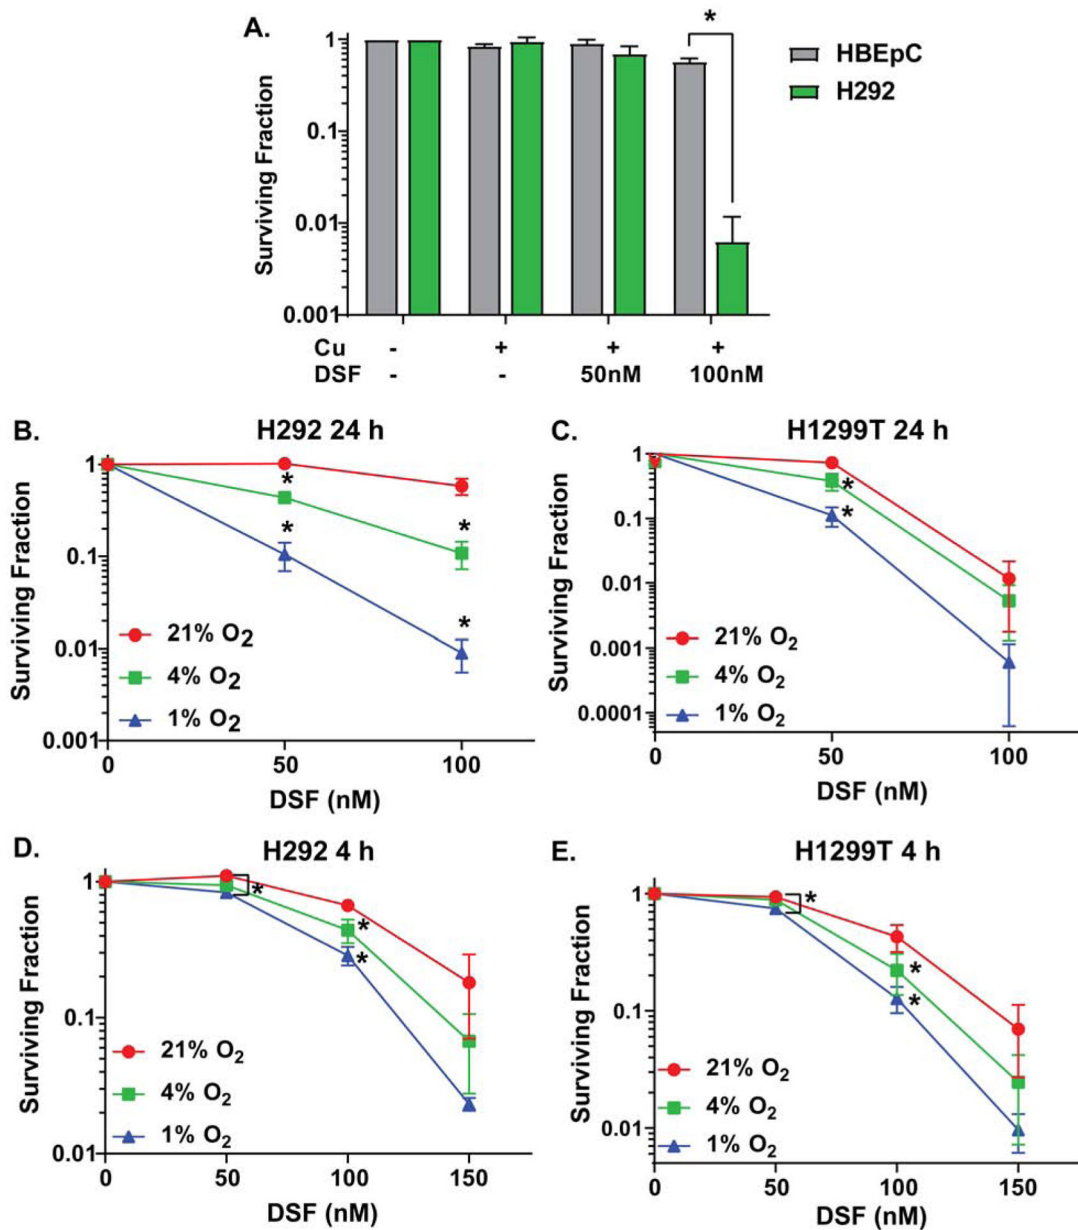 A.
*
HBEpC
H292
Surviving Fraction
1
0.1
0.01
0.001
Cu - + + +
DSF - - 50nM 100nM
B.
H292 24 h
Surviving Fraction
1
0.1
0.01
0.001
*
*
*
*
21% O2
4% O2
1% O2
0 50 100
DSF (nM)
C.
H1299T 24 h
Surviving Fraction
1
0.1
0.01
0.001
0.0001
*
*
21% O2
4% O2
1% O2
0 50 100
DSF (nM)
D.
H292 4 h
Surviving Fraction
1
0.1
0.01
*
*
*
21% O2
4% O2
1% O2
0 50 100 150
DSF (nM)
E.
H1299T 4 h
Surviving Fraction
1
0.1
0.01
*
*
*
21% O2
4% O2
1% O2
0 50 100 150
DSF (nM)